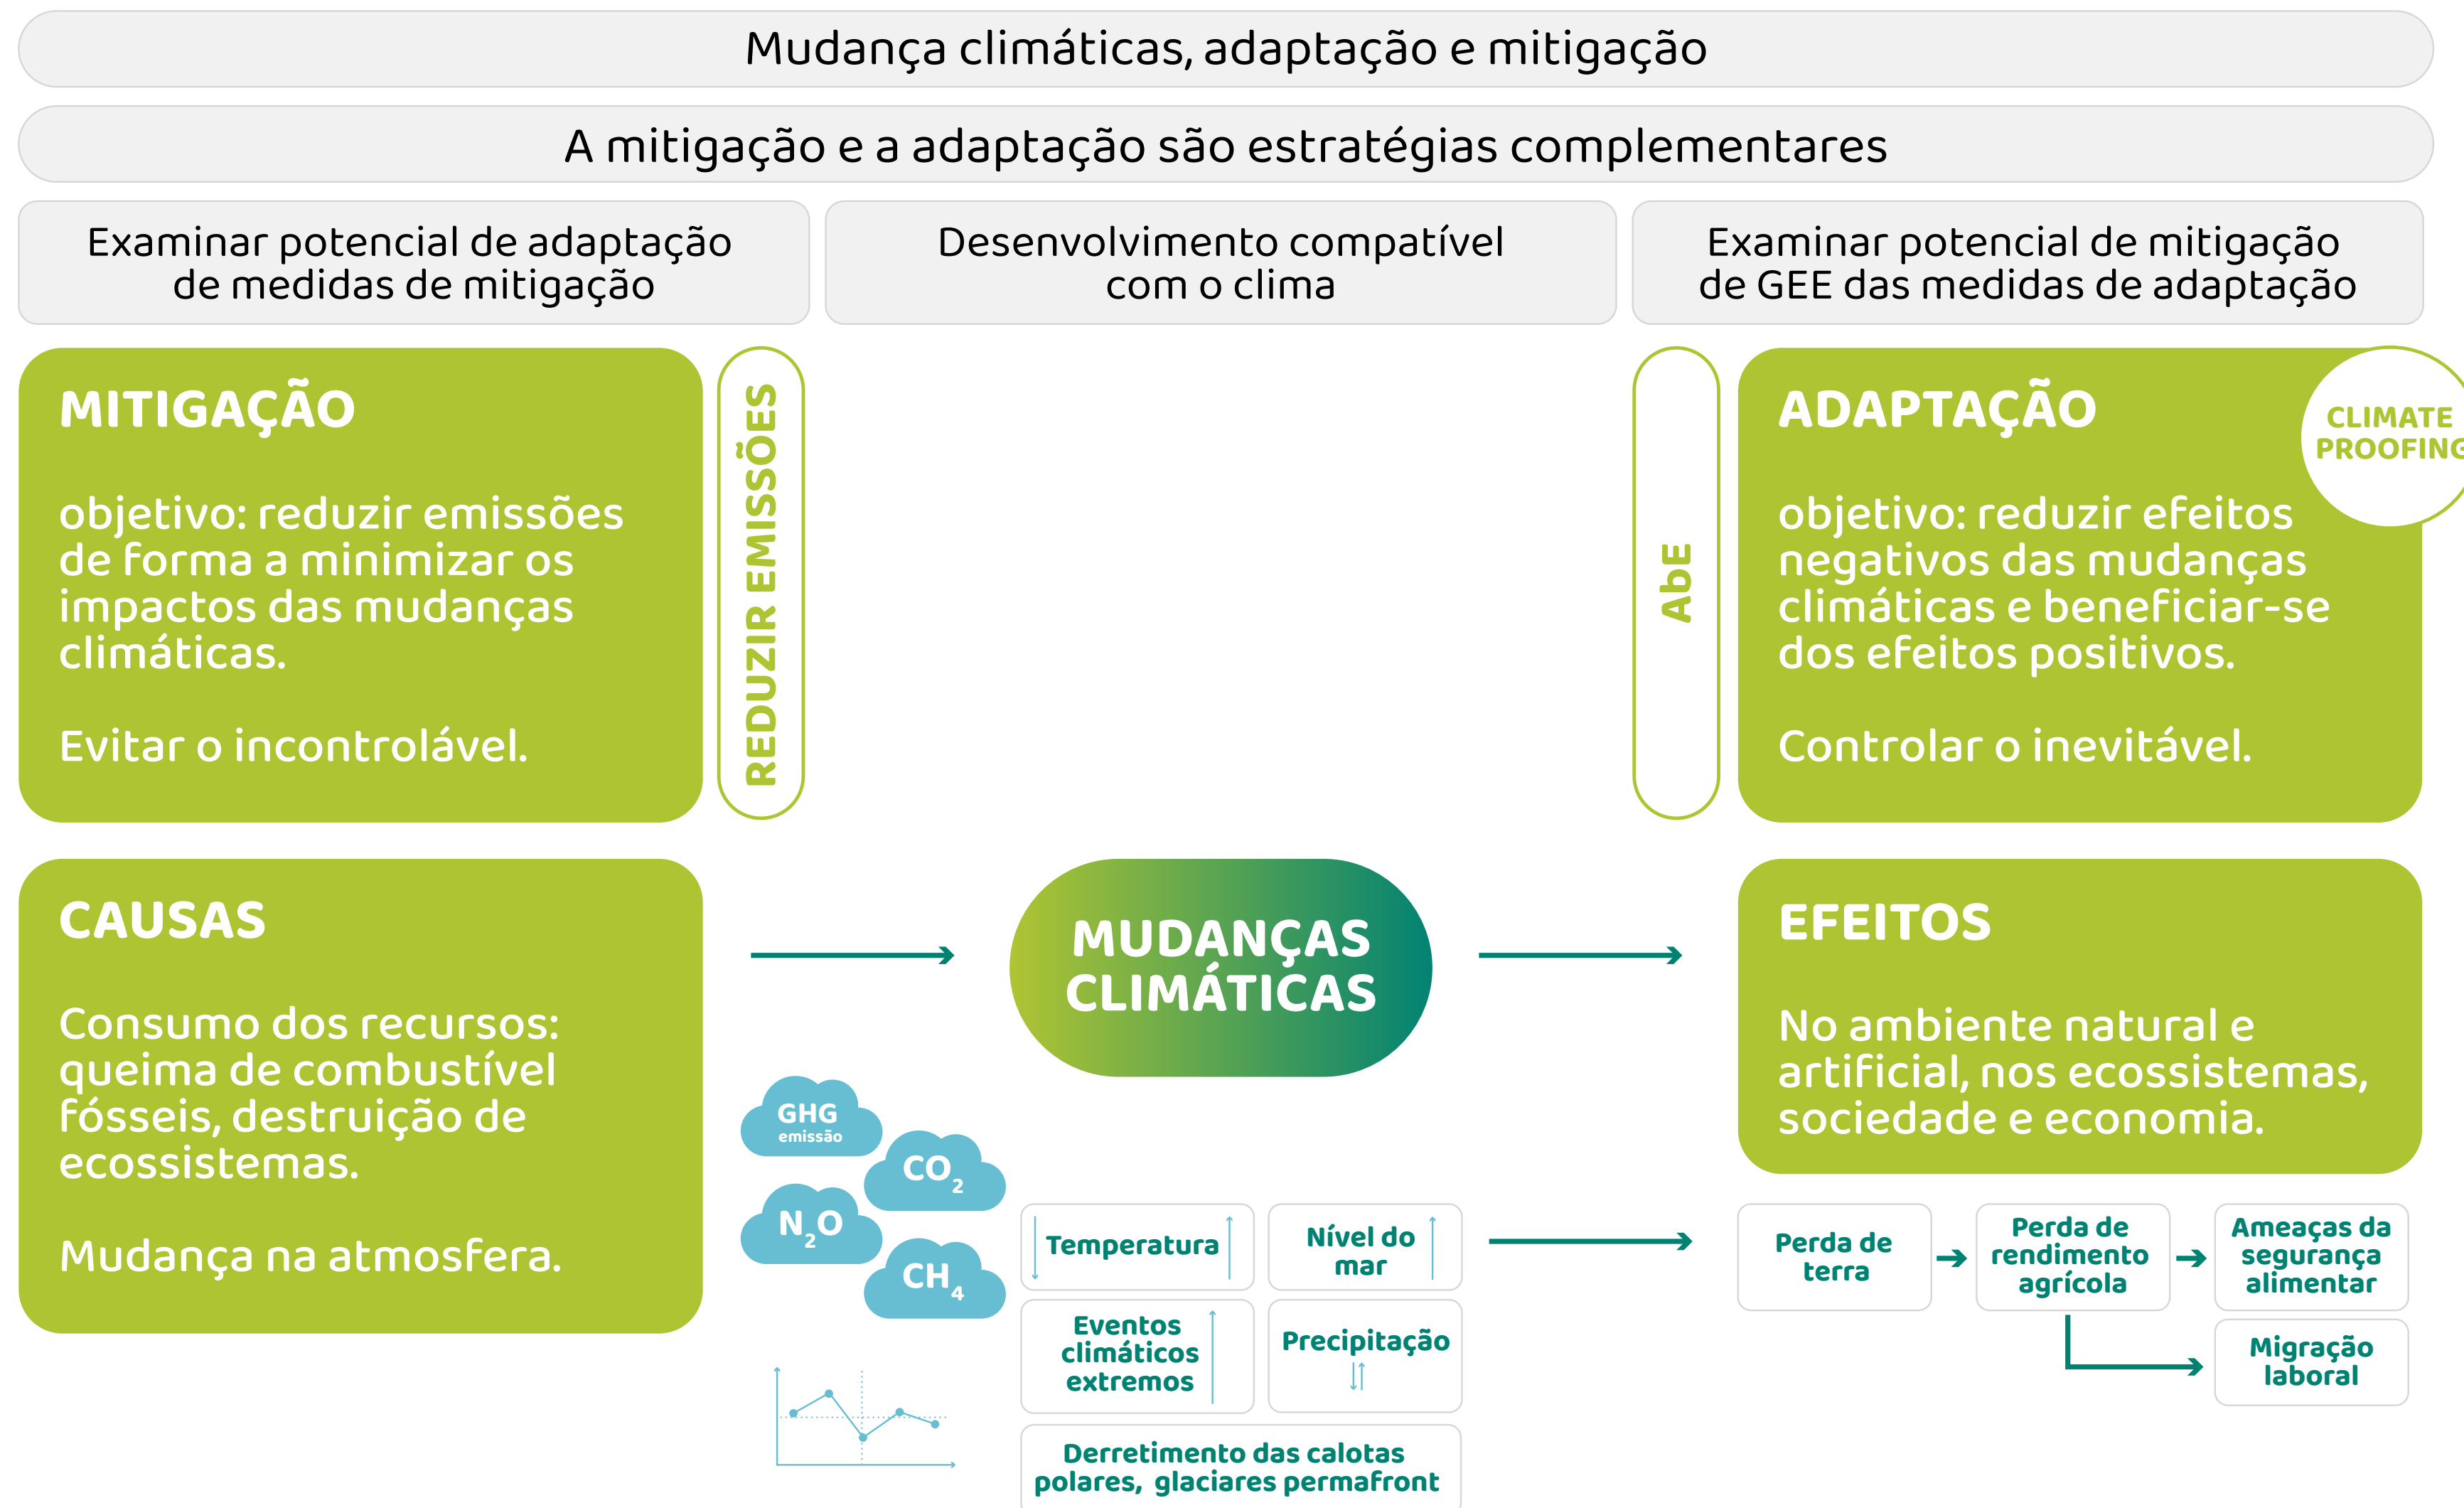 Mudança climáticas, adaptação e mitigação
A mitigação e a adaptação são estratégias complementares
Examinar potencial de adaptação
de medidas de mitigação
Desenvolvimento compatível
com o clima
Examinar potencial de mitigação
de GEE das medidas de adaptação
MITIGAÇÃO
objetivo: reduzir emissões
de forma a minimizar os
impactos das mudanças
climáticas.
Evitar o incontrolável.
REDUZIR EMISSÕES
AbE
ADAPTAÇÃO
CLIMATE
PROOFING
objetivo: reduzir efeitos
negativos das mudanças
climáticas e beneficiar-se
dos efeitos positivos.
Controlar o inevitável.
CAUSAS
Consumo dos recursos:
queima de combustível
fósseis, destruição de
ecossistemas.
Mudança na atmosfera.
MUDANÇAS
CLIMÁTICAS
EFEITOS
No ambiente natural e
artificial, nos ecossistemas,
sociedade e economia.
GHG
emissão
CO2
N2O
CH4
Temperatura
Nível do
mar
Eventos
climáticos
extremos
Precipitação
Derretimento das calotas
polares, glaciares permafront
Perda de
terra
Perda de
rendimento
agrícola
Ameaças da
segurança
alimentar
Migração
laboral